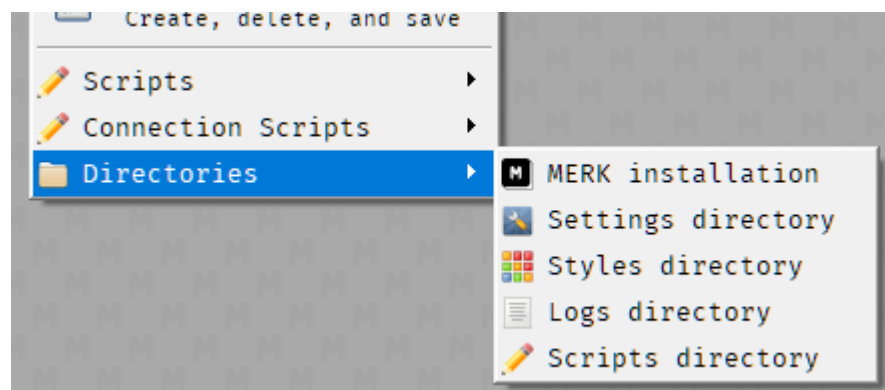 Create, delete, and save
Scripts
Connection Scripts
Directories
MERK installation
Settings directory
Styles directory
Logs directory
Scripts directory